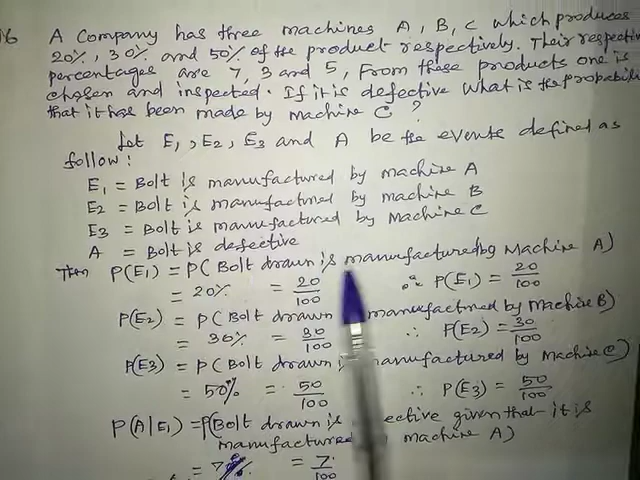 16 A Company has three machines A, B, C which produces
20%, 30% and 50% of the product respectively. Their respective
percentages are 7, 3 and 5, From these products one is
chosen and inspected. If it is defective what is the probabili
that it has been made by machine C ?
Let E1, E2, E3 and A be the events defined as
follow:
E1 = Bolt is manufactured by machine A
E2 = Bolt is manufactured by machine B
E3 = Bolt is manufactured by machine C
A = Bolt is defective
Then P(E1) = P( Bolt drawn is manufactured by Machine A)
= 20% = 20/100 ∴ P(E1) = 20/100
P(E2) = P( Bolt drawn manufactured by Machine B)
= 30% = 30/100 ∴ P(E2) = 30/100
P(E3) = P( Bolt drawn manufactured by Machine C)
= 50% = 50/100 ∴ P(E3) = 50/100
P(A|E1) = P(Bolt drawn is ective given that it is
manufactured machine A)
= 7% = 7/100